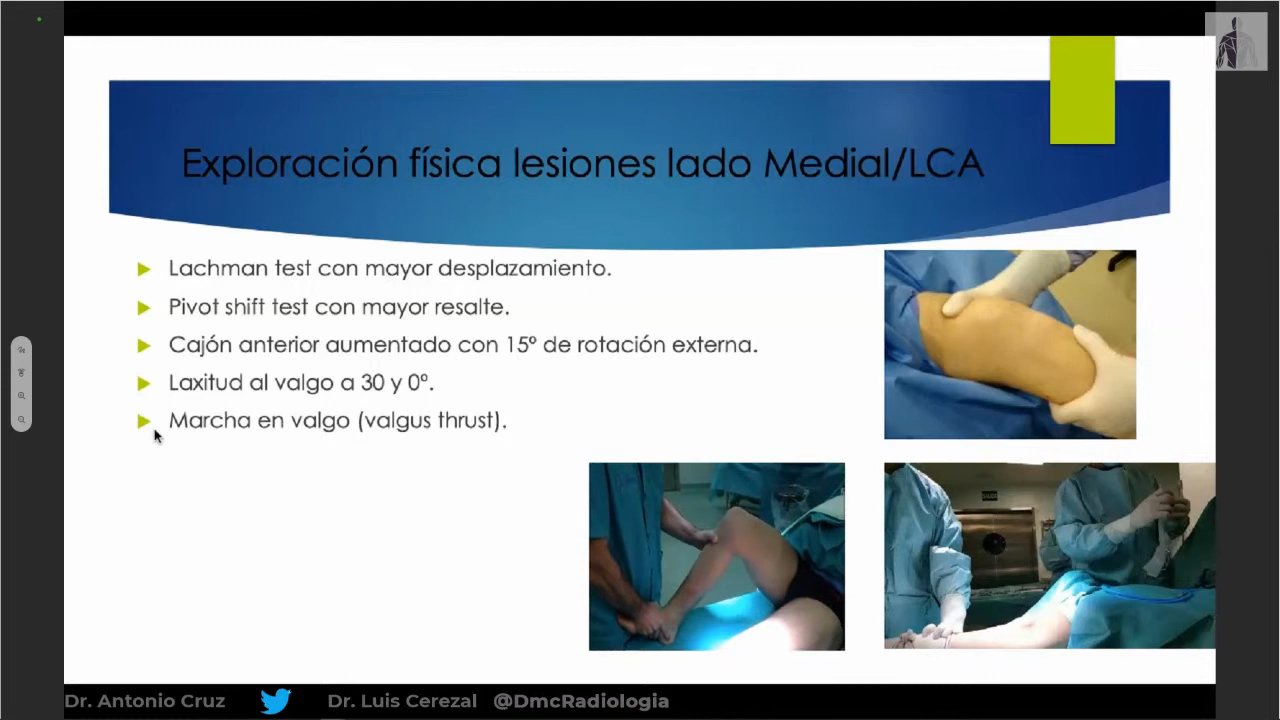 Exploración física lesiones lado Medial/LCA
Lachman test con mayor desplazamiento.
Pivot shift test con mayor resalte.
Cajón anterior aumentado con 15º de rotación externa.
Laxitud al valgo a 30 y 0º.
Marcha en valgo (valgus thrust).
Dr. Antonio Cruz Dr. Luis Cerezal @DmcRadiologia